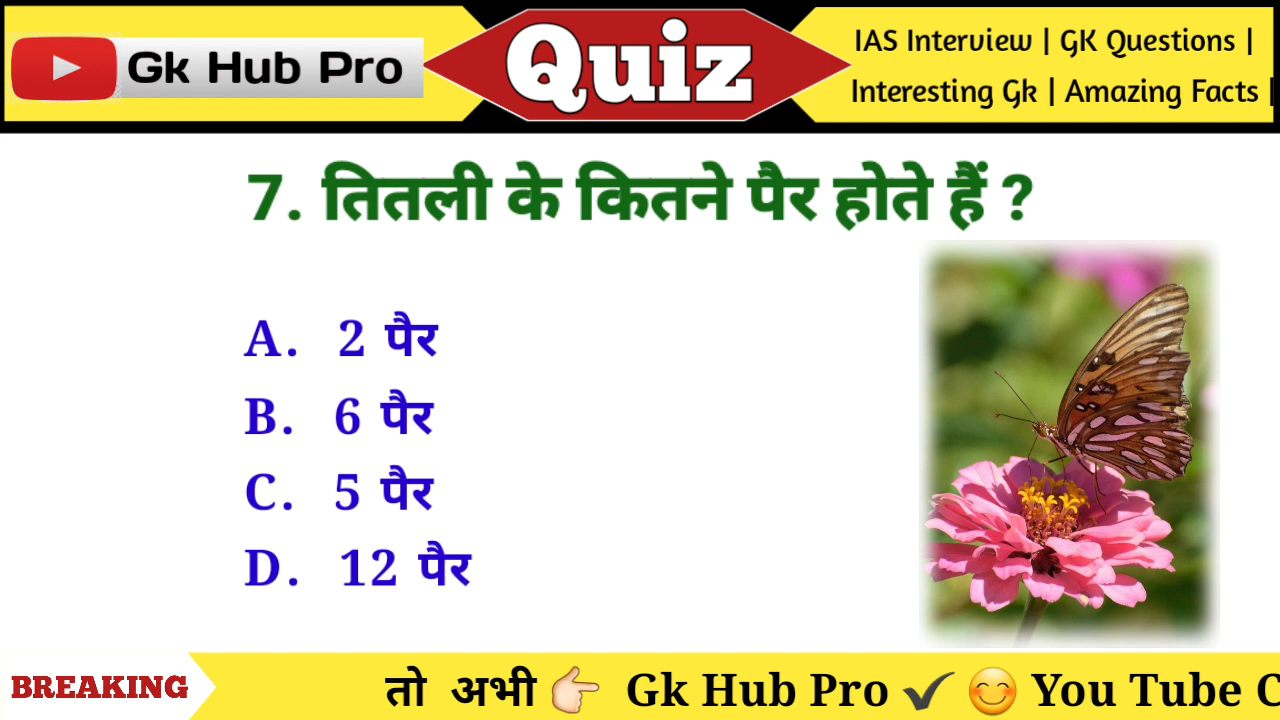 Gk Hub Pro
Quiz
IAS Interview | GK Questions |
Interesting Gk | Amazing Facts |
7. तितली के कितने पैर होते हैं ?
A. 2 पैर
B. 6 पैर
C. 5 पैर
D. 12 पैर
BREAKING
तो अभी 👉 Gk Hub Pro ✔ 😊 You Tube C